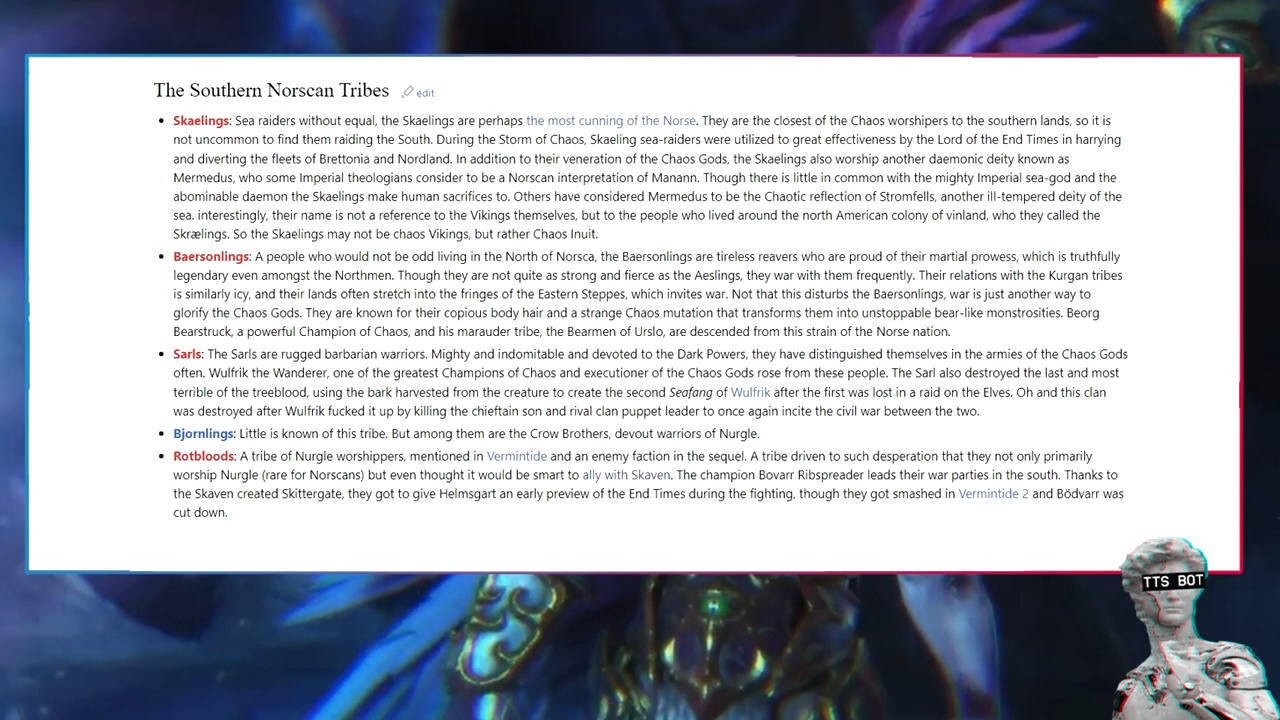 The Southern Norscan Tribes edit
Skaelings: Sea raiders without equal, the Skaelings are perhaps the most cunning of the Norse. They are the closest of the Chaos worshipers to the southern lands, so it is
not uncommon to find them raiding the South. During the Storm of Chaos, Skaeling sea-raiders were utilized to great effectiveness by the Lord of the End Times in harrying
and diverting the fleets of Brettonia and Nordland. In addition to their veneration of the Chaos Gods, the Skaelings also worship another daemonic deity known as
Mermedus, who some Imperial theologians consider to be a Norscan interpretation of Manann. Though there is little in common with the mighty Imperial sea-god and the
abominable daemon the Skaelings make human sacrifices to. Others have considered Mermedus to be the Chaotic reflection of Stromfells, another ill-tempered deity of the
sea. interestingly, their name is not a reference to the Vikings themselves, but to the people who lived around the north American colony of vinland, who they called the
Skrælings. So the Skaelings may not be chaos Vikings, but rather Chaos Inuit.
Baersonlings: A people who would not be odd living in the North of Norsca, the Baersonlings are tireless reavers who are proud of their martial prowess, which is truthfully
legendary even amongst the Northmen. Though they are not quite as strong and fierce as the Aeslings, they war with them frequently. Their relations with the Kurgan tribes
is similarly icy, and their lands often stretch into the fringes of the Eastern Steppes, which invites war. Not that this disturbs the Baersonlings, war is just another way to
glorify the Chaos Gods. They are known for their copious body hair and a strange Chaos mutation that transforms them into unstoppable bear-like monstrosities. Beorg
Bearstruck, a powerful Champion of Chaos, and his marauder tribe, the Bearmen of Urslo, are descended from this strain of the Norse nation.
Sarls: The Sarls are rugged barbarian warriors. Mighty and indomitable and devoted to the Dark Powers, they have distinguished themselves in the armies of the Chaos Gods
often. Wulfrik the Wanderer, one of the greatest Champions of Chaos and executioner of the Chaos Gods rose from these people. The Sarl also destroyed the last and most
terrible of the treeblood, using the bark harvested from the creature to create the second Seafang of Wulfrik after the first was lost in a raid on the Elves. Oh and this clan
was destroyed after Wulfrik fucked it up by killing the chieftain son and rival clan puppet leader to once again incite the civil war between the two.
Bjornlings: Little is known of this tribe. But among them are the Crow Brothers, devout warriors of Nurgle.
Rotbloods: A tribe of Nurgle worshippers, mentioned in Vermintide and an enemy faction in the sequel. A tribe driven to such desperation that they not only primarily
worship Nurgle (rare for Norscans) but even thought it would be smart to ally with Skaven. The champion Bovarr Ribspreader leads their war parties in the south. Thanks to
the Skaven created Skittergate, they got to give Helmsgart an early preview of the End Times during the fighting, though they got smashed in Vermintide 2 and Bödvarr was
cut down.
TTS BOT